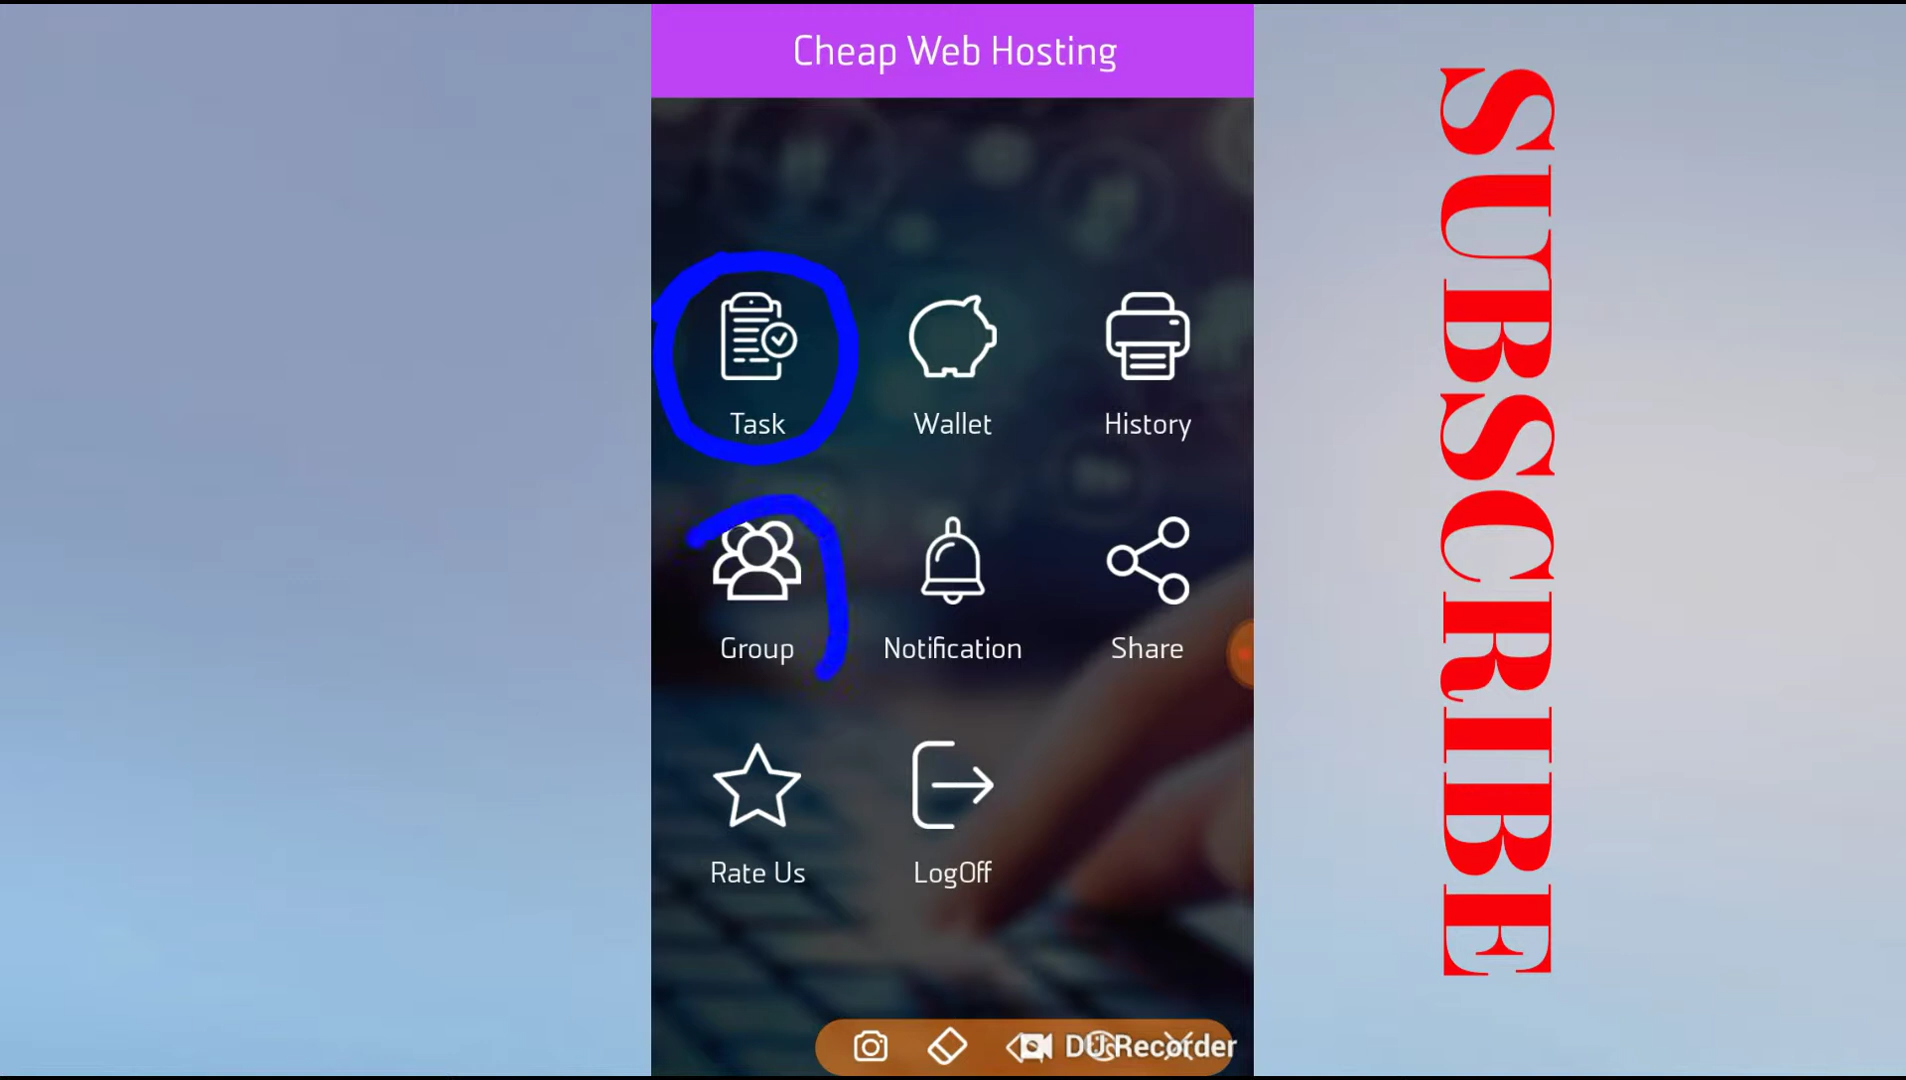 Cheap Web Hosting
Task
Wallet
History
Group
Notification
Share
Rate Us
LogOff
DU Recorder
SUBSCRIBE